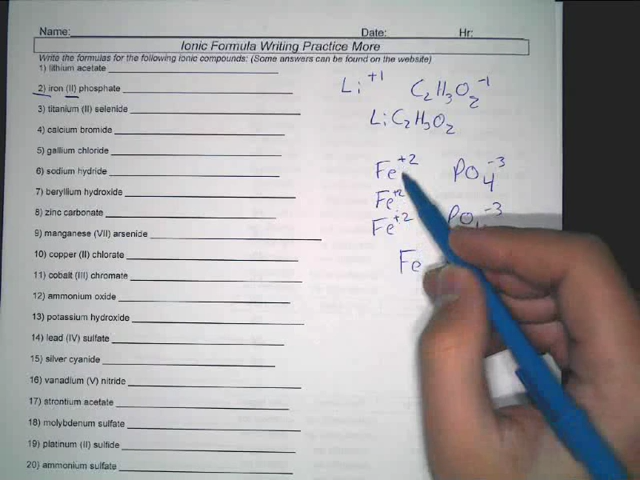 Name: Date: Hr:
Ionic Formula Writing Practice More
Write the formulas for the following ionic compounds: (Some answers can be found on the website)
1) lithium acetate
2) iron (II) phosphate
3) titanium (II) selenide
4) calcium bromide
5) gallium chloride
6) sodium hydride
7) beryllium hydroxide
8) zinc carbonate
9) manganese (VII) arsenide
10) copper (II) chlorate
11) cobalt (III) chromate
12) ammonium oxide
13) potassium hydroxide
14) lead (IV) sulfate
15) silver cyanide
16) vanadium (V) nitride
17) strontium acetate
18) molybdenum sulfate
19) platinum (II) sulfide
20) ammonium sulfate
Li⁺¹ C₂H₃O₂⁻¹
LiC₂H₃O₂
Fe⁺² PO₄⁻³
Fe⁺²
Fe⁺² PO₄⁻³
Fe